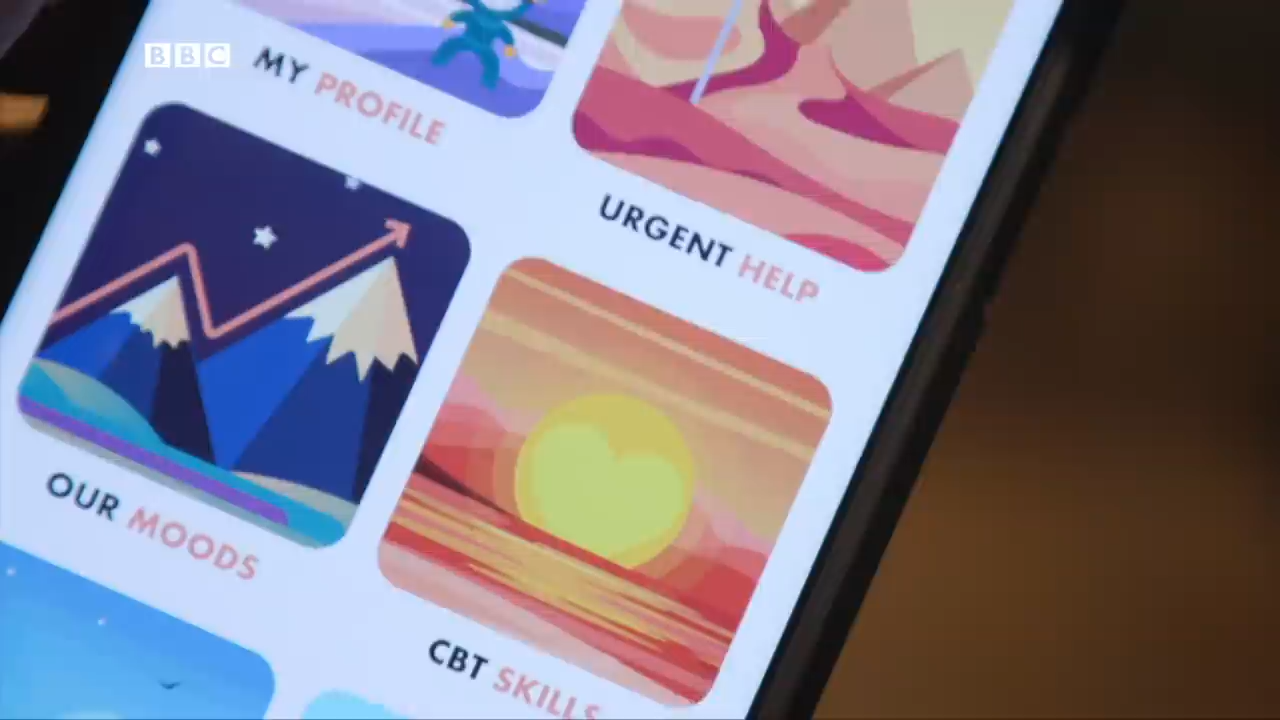 BBC
MY PROFILE
URGENT HELP
OUR MOODS
CBT SKILLS